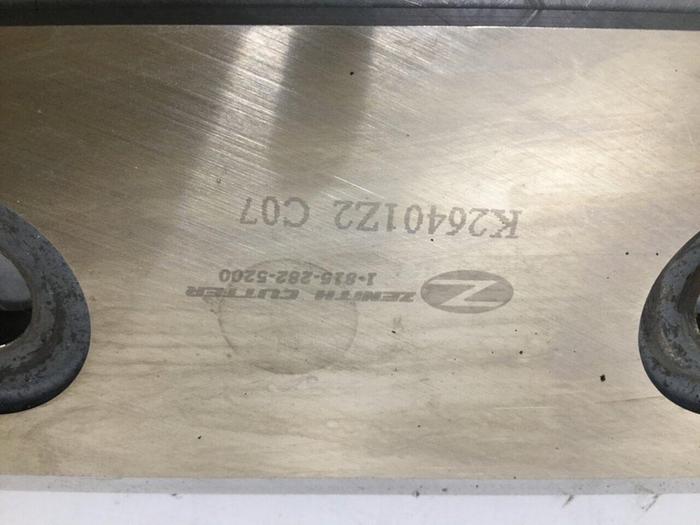 Z ZENITH CUTTER
1-815-282-5200
K26401Z2 C07